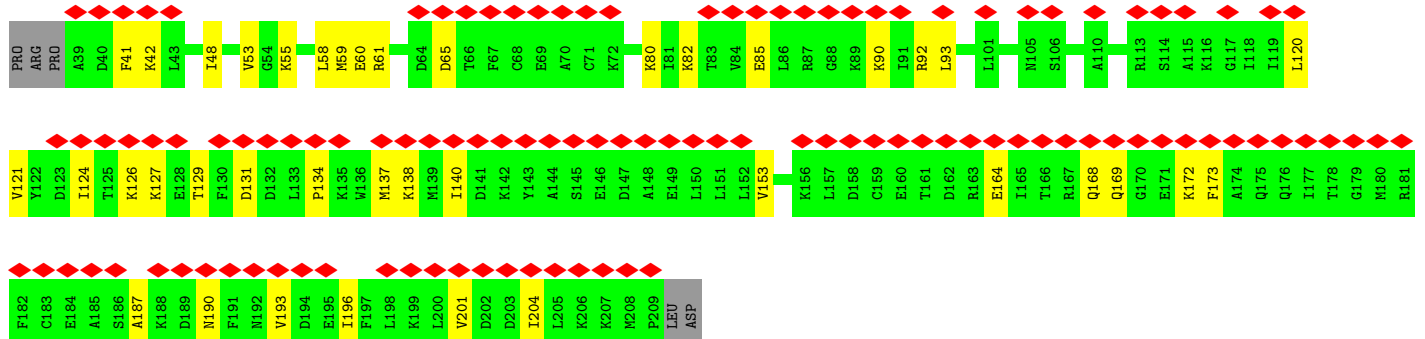 PRO ARG PRO A39 D40 F41 K42 L43 I48 V53 G54 K55 L58 M59 E60 R61 D64 D65 T66 F67 C68 E69 A70 C71 K72 K80 I81 K82 T83 V84 E85 L86 R87 G88 K89 K90 I91 R92 L93 L101 N105 S106 A110 R113 S114 A115 K116 G117 I118 I119 L120
V121 Y122 D123 I124 T125 K126 K127 E128 T129 F130 D131 D132 L133 P134 K135 W136 M137 K138 M139 I140 D141 K142 Y143 A144 S145 E146 D147 A148 E149 L150 L151 L152 V153 K156 L157 D158 C159 E160 T161 D162 R163 E164 I165 T166 R167 Q168 Q169 G170 E171 K172 F173 A174 Q175 Q176 I177 T178 G179 M180 R181
F182 C183 E184 A185 S186 A187 K188 D189 N190 F191 N192 V193 D194 E195 I196 F197 L198 K199 L200 V201 D202 D203 I204 L205 K206 K207 M208 P209 LEU ASP